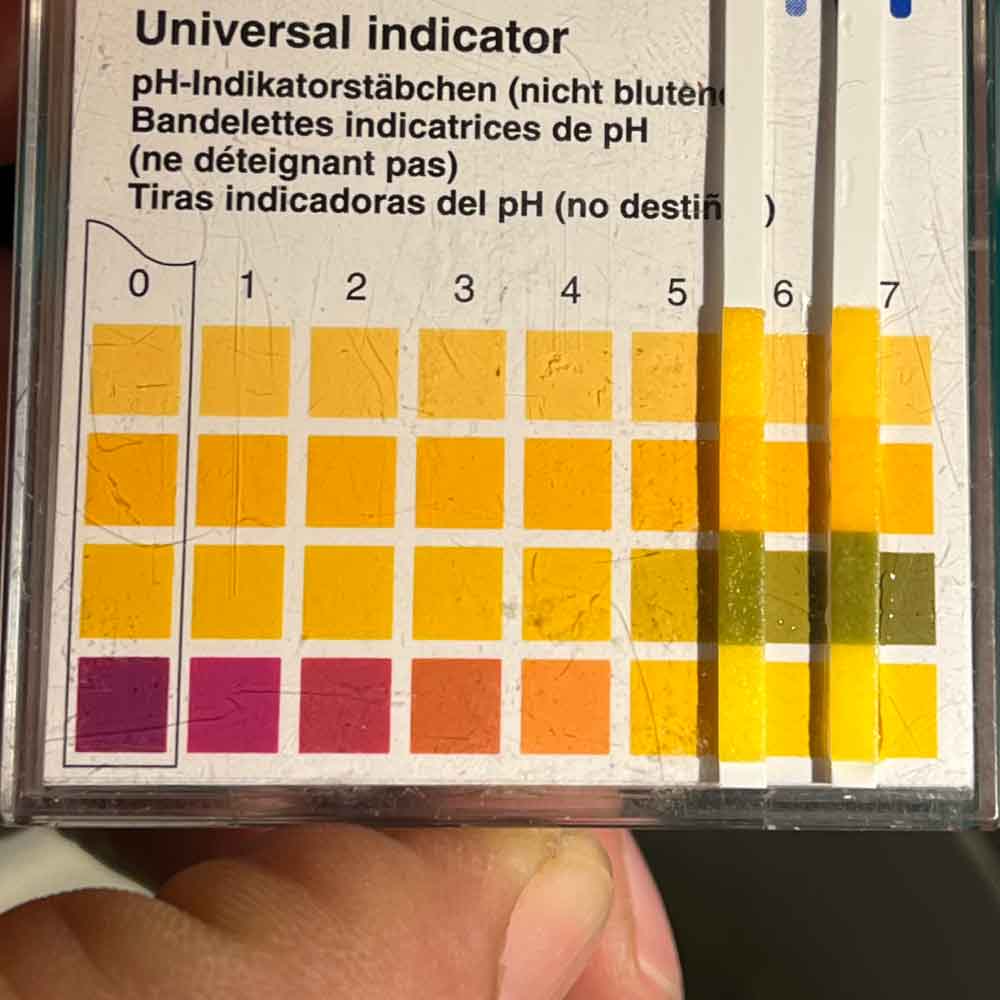 Universal indicator
pH-Indikatorstäbchen (nicht bluten
Bandelettes indicatrices de pH
(ne déteignant pas)
Tiras indicadoras del pH (no destiñ )
0 1 2 3 4 5 6 7